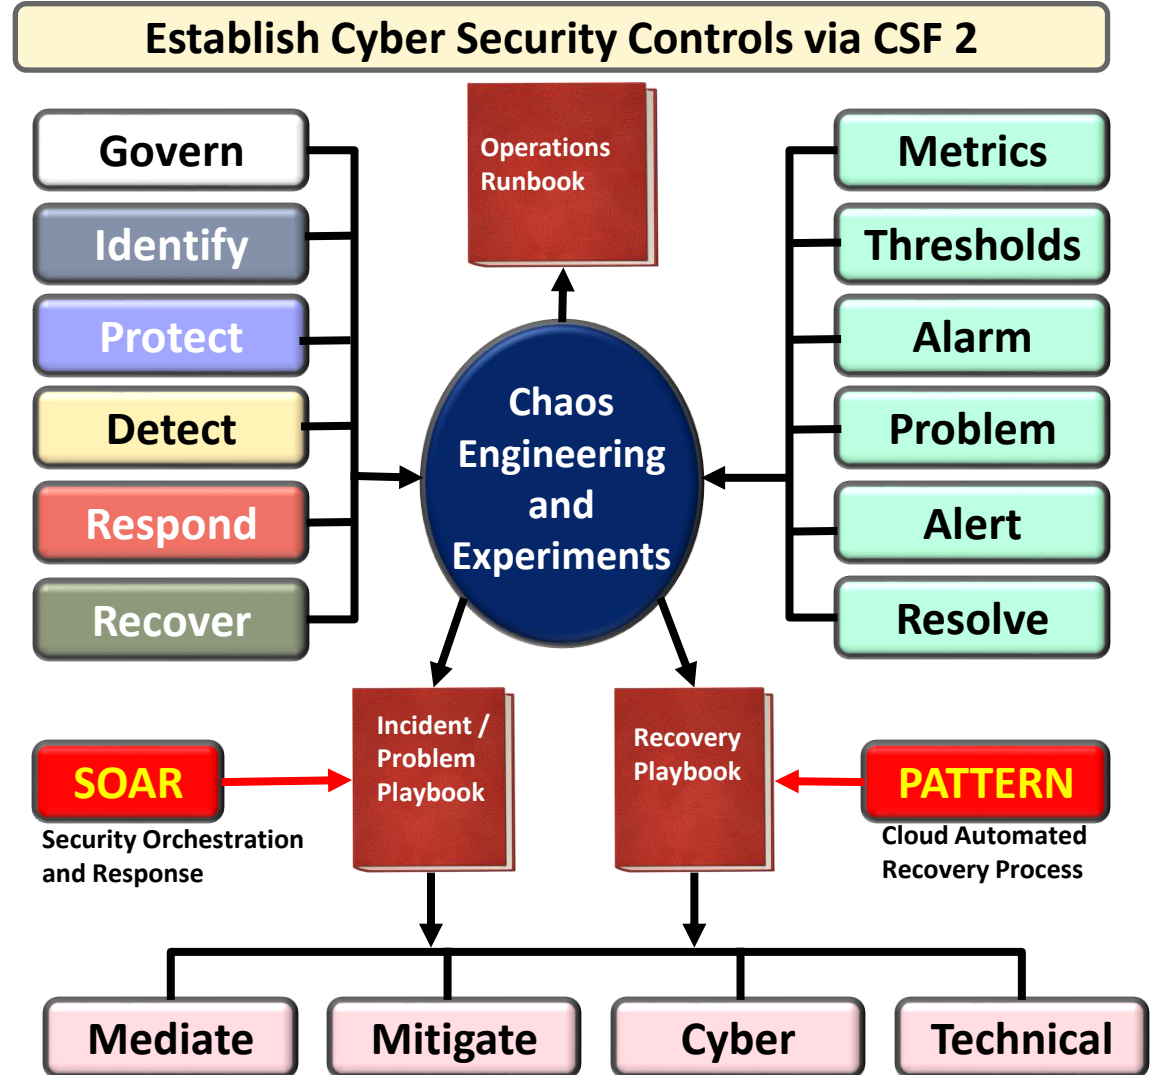 Establish Cyber Security Controls via CSF 2
Govern
Identify
Protect
Detect
Respond
Recover
Operations
Runbook
Chaos
Engineering
and
Experiments
Metrics
Thresholds
Alarm
Problem
Alert
Resolve
SOAR
Security Orchestration
and Response
Incident /
Problem
Playbook
Recovery
Playbook
PATTERN
Cloud Automated
Recovery Process
Mediate
Mitigate
Cyber
Technical